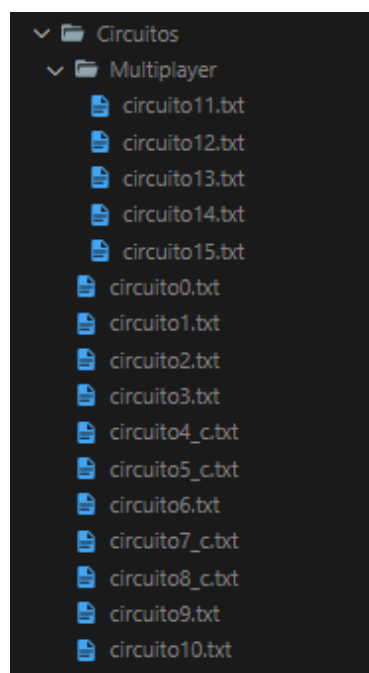 Circuitos
Multiplayer
circuito11.txt
circuito12.txt
circuito13.txt
circuito14.txt
circuito15.txt
circuito0.txt
circuito1.txt
circuito2.txt
circuito3.txt
circuito4_c.txt
circuito5_c.txt
circuito6.txt
circuito7_c.txt
circuito8_c.txt
circuito9.txt
circuito10.txt